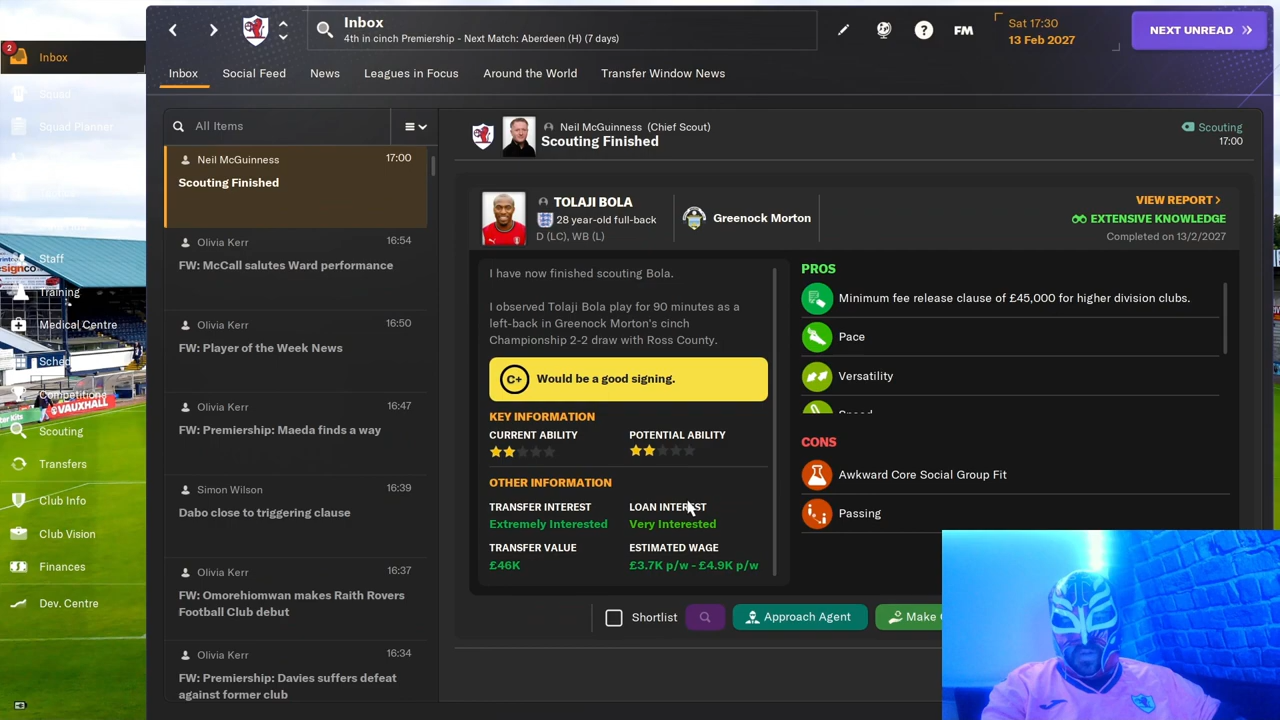 Inbox
4th in cinch Premiership - Next Match: Aberdeen (H) (7 days)
?
FM
Sat 17:30
13 Feb 2027
NEXT UNREAD
2
Inbox
Squad
Squad Planner
Staff
Training
Medical Centre
Sched
Competitions
Scouting
Transfers
Club Info
Club Vision
Finances
Dev. Centre
VAUXHALL
Inbox
Social Feed
News
Leagues in Focus
Around the World
Transfer Window News
All Items
Neil McGuinness
17:00
Scouting Finished
Olivia Kerr
16:54
FW: McCall salutes Ward performance
Olivia Kerr
16:50
FW: Player of the Week News
Olivia Kerr
16:47
FW: Premiership: Maeda finds a way
Simon Wilson
16:39
Dabo close to triggering clause
Olivia Kerr
16:37
FW: Omorehiomwan makes Raith Rovers
Football Club debut
Olivia Kerr
16:34
FW: Premiership: Davies suffers defeat
against former club
Neil McGuinness (Chief Scout)
Scouting Finished
Scouting
17:00
TOLAJI BOLA
28 year-old full-back
D (LC), WB (L)
Greenock Morton
VIEW REPORT
EXTENSIVE KNOWLEDGE
Completed on 13/2/2027
I have now finished scouting Bola.
I observed Tolaji Bola play for 90 minutes as a
left-back in Greenock Morton's cinch
Championship 2-2 draw with Ross County.
C+
Would be a good signing.
KEY INFORMATION
CURRENT ABILITY
POTENTIAL ABILITY
OTHER INFORMATION
TRANSFER INTEREST
LOAN INTEREST
Extremely Interested
Very Interested
TRANSFER VALUE
ESTIMATED WAGE
£46K
£3.7K p/w - £4.9K p/w
PROS
Minimum fee release clause of £45,000 for higher division clubs.
Pace
Versatility
Speed
CONS
Awkward Core Social Group Fit
Passing
Shortlist
Approach Agent
Make